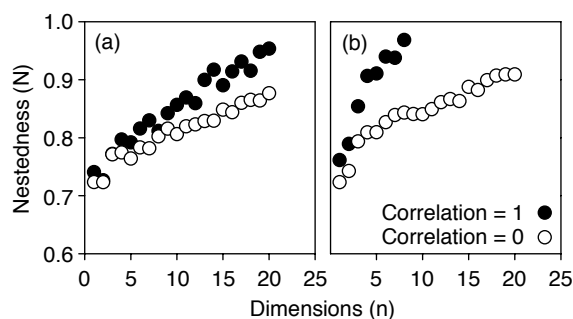 Nestedness (N)
1.0
0.9
0.8
0.7
0.6
(a)
(b)
Correlation = 1
Correlation = 0
0 5 10 15 20 25 5 10 15 20 25
Dimensions (n)